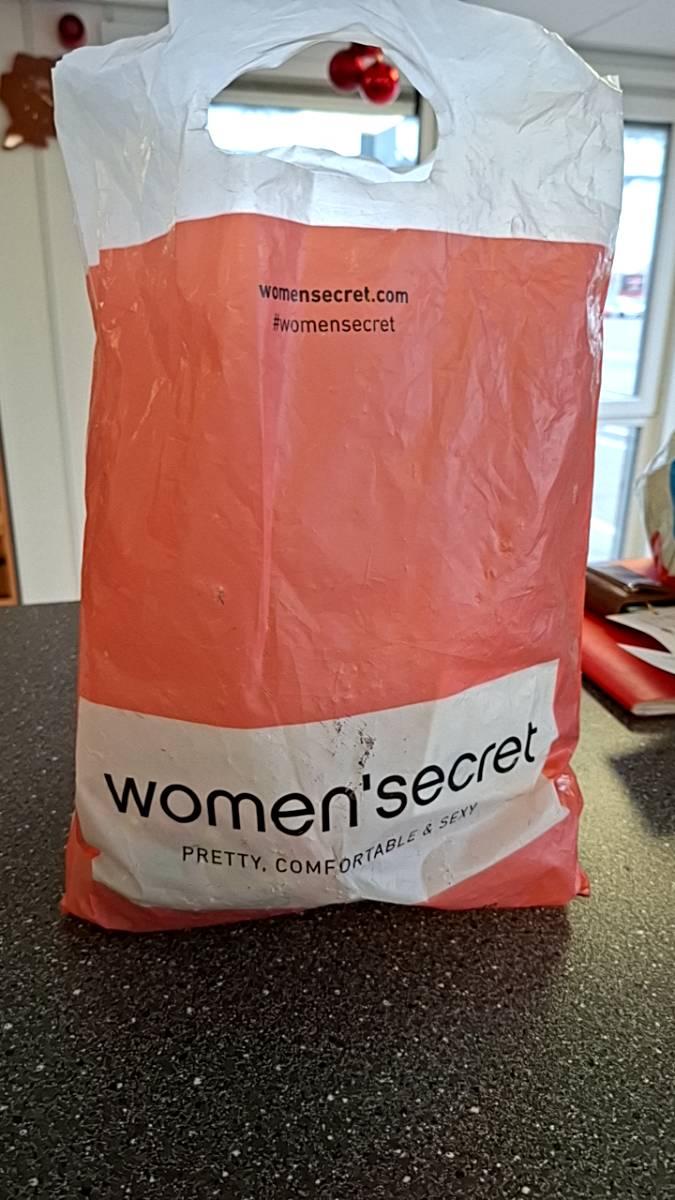 womensecret.com
#womensecret
women'secret
PRETTY, COMFORTABLE & SEXY